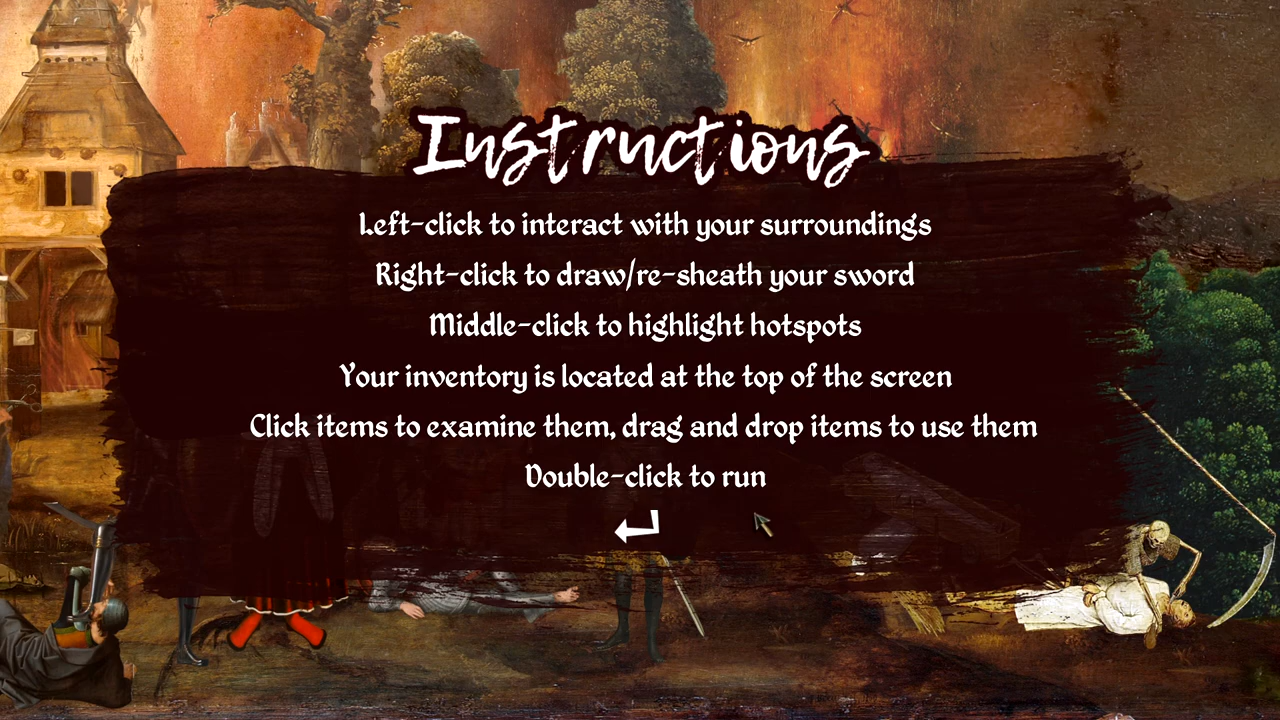 Instructions
Left-click to interact with your surroundings
Right-click to draw/re-sheath your sword
Middle-click to highlight hotspots
Your inventory is located at the top of the screen
Click items to examine them, drag and drop items to use them
Double-click to run